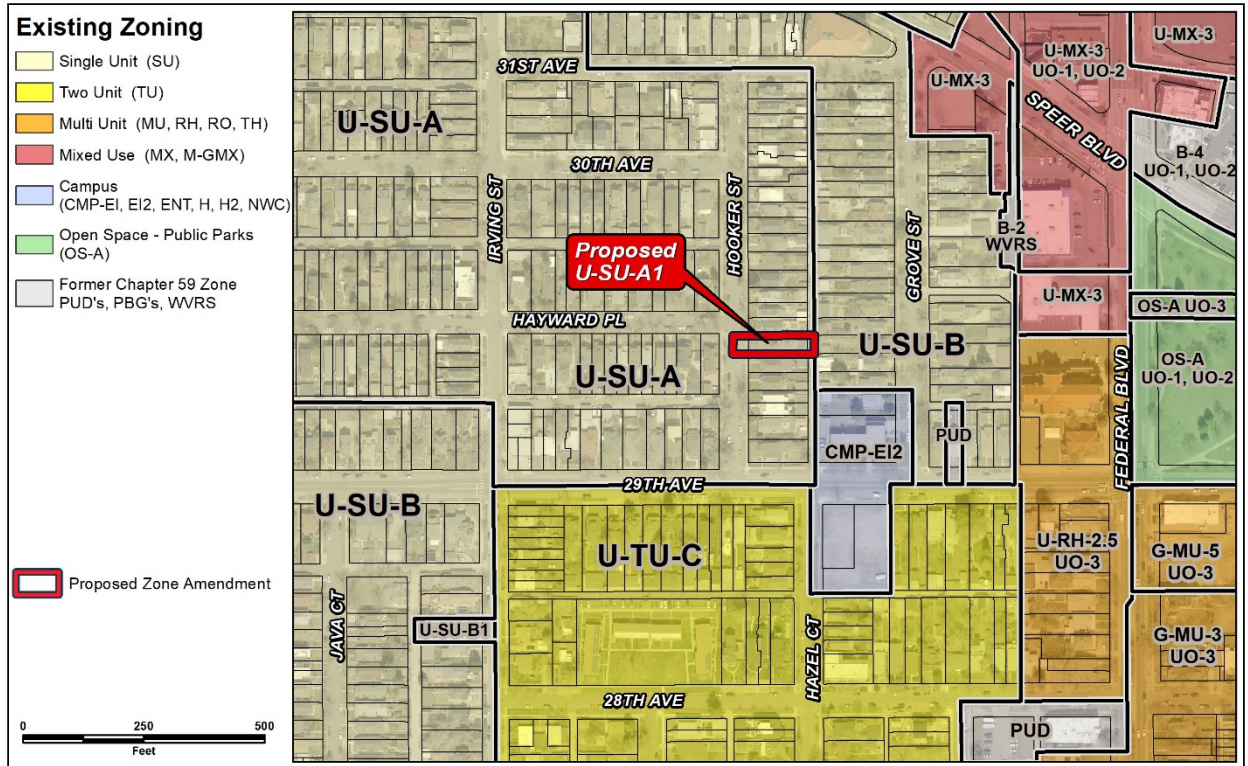 Existing Zoning
Single Unit (SU)
Two Unit (TU)
Multi Unit (MU, RH, RO, TH)
Mixed Use (MX, M-GMX)
Campus
(CMP-EI, EI2, ENT, H, H2, NWC)
Open Space - Public Parks
(OS-A)
Former Chapter 59 Zone
PUD's, PBG's, WVRS
Proposed Zone Amendment
0 250 500
Feet
31ST AVE
U-SU-A
30TH AVE
IRVING ST
HOOKER ST
GROVE ST
Proposed
U-SU-A1
HAYWARD PL
U-SU-A
U-SU-B
U-MX-3
U-MX-3
UO-1, UO-2
U-MX-3
SPEER BLVD
B-4
UO-1, UO-2
B-2
WVRS
U-MX-3
OS-A UO-3
OS-A
UO-1, UO-2
FEDERAL BLVD
CMP-EI2
PUD
29TH AVE
U-SU-B
U-TU-C
U-RH-2.5
UO-3
G-MU-5
UO-3
JAVA CT
U-SU-B1
HAZEL CT
G-MU-3
UO-3
28TH AVE
PUD